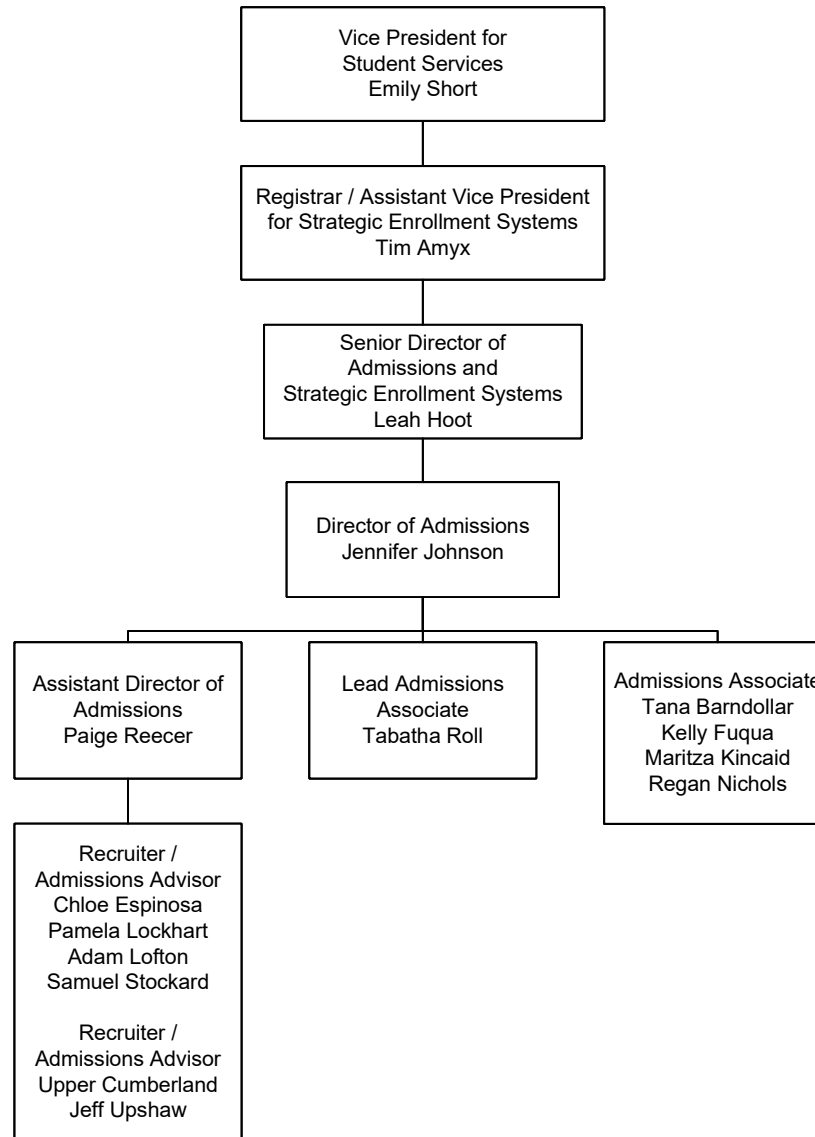 Vice President for
Student Services
Emily Short
Registrar / Assistant Vice President
for Strategic Enrollment Systems
Tim Amyx
Senior Director of
Admissions and
Strategic Enrollment Systems
Leah Hoot
Director of Admissions
Jennifer Johnson
Assistant Director of
Admissions
Paige Reecer
Lead Admissions
Associate
Tabatha Roll
Admissions Associate
Tana Barndollar
Kelly Fuqua
Maritza Kincaid
Regan Nichols
Recruiter /
Admissions Advisor
Chloe Espinosa
Pamela Lockhart
Adam Lofton
Samuel Stockard
Recruiter /
Admissions Advisor
Upper Cumberland
Jeff Upshaw